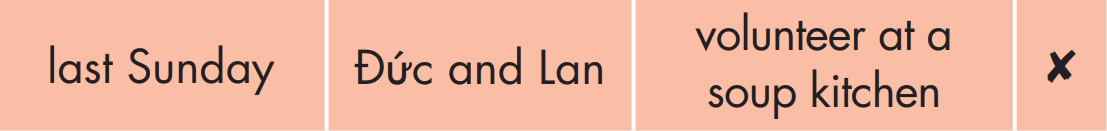 last Sunday
Đức and Lan
volunteer at a
soup kitchen
✘